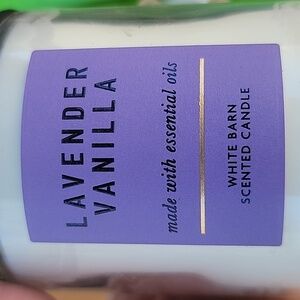 LAVENDER
VANILLA
made with essential oils
WHITE BARN
SCENTED CANDLE